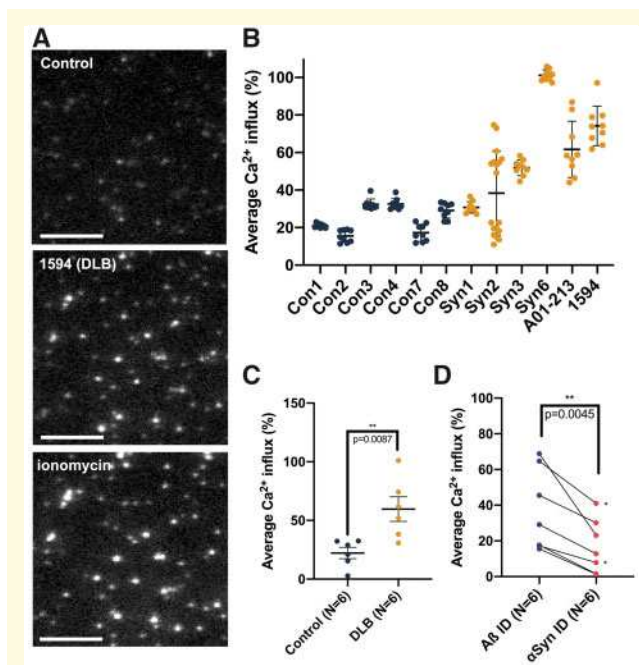 A
Control
1594 (DLB)
ionomycin
B
Average Ca²⁺ influx (%)
100
80
60
40
20
0
Con1
Con2
Con3
Con4
Con7
Con8
Syn1
Syn2
Syn3
Syn6
A01-213
1594
C
Average Ca²⁺ influx (%)
150
100
50
0
**
p=0.0087
Control (N=6)
DLB (N=6)
D
Average Ca²⁺ influx (%)
100
80
60
40
20
0
**
p=0.0045
*
*
Aß ID (N=6)
αSyn ID (N=6)